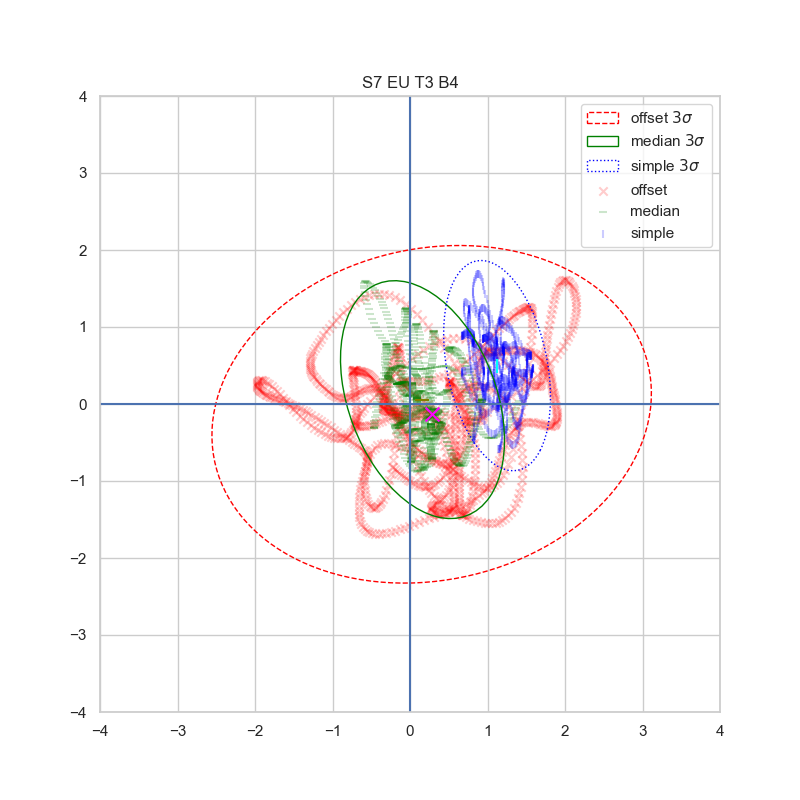 S7 EU T3 B4
offset 3σ
median 3σ
simple 3σ
offset
median
simple
4
3
2
1
0
−1
−2
−3
−4
−4 −3 −2 −1 0 1 2 3 4